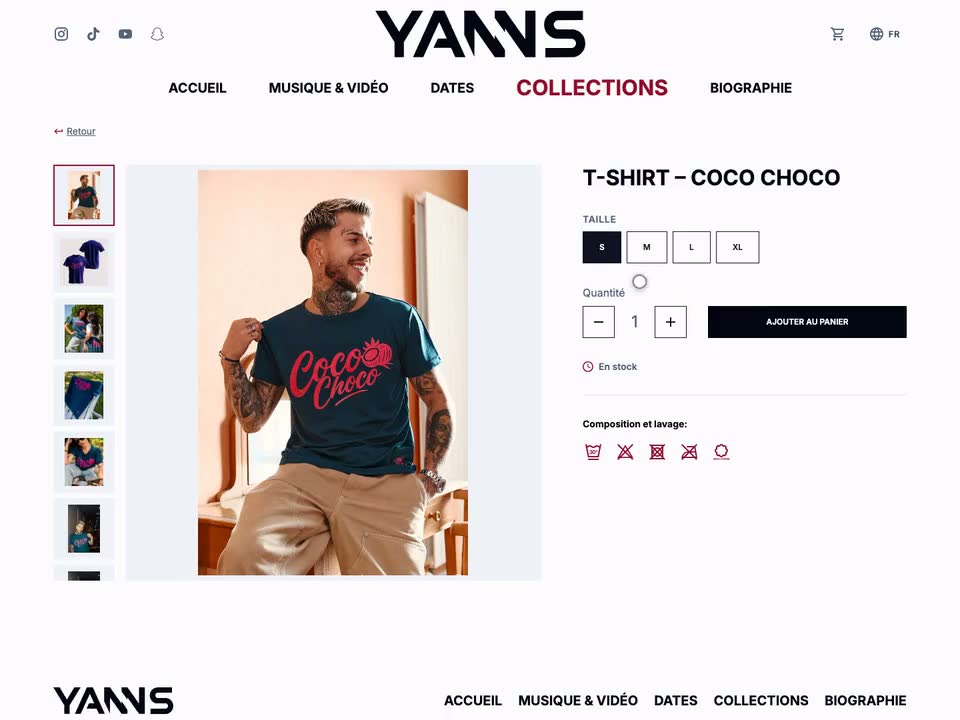 YANNS
FR
ACCUEIL MUSIQUE & VIDÉO DATES COLLECTIONS BIOGRAPHIE
Retour
T-SHIRT – COCO CHOCO
TAILLE
S M L XL
Quantité
1
AJOUTER AU PANIER
En stock
Composition et lavage:
30°
Coco
Choco
YANNS
ACCUEIL MUSIQUE & VIDÉO DATES COLLECTIONS BIOGRAPHIE